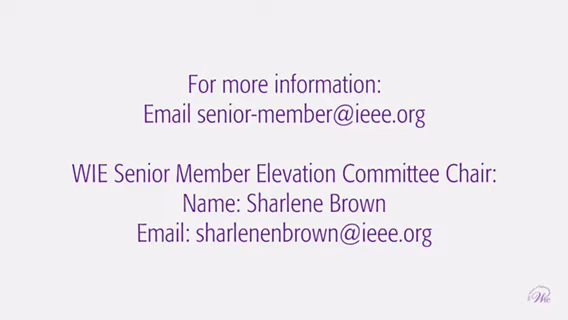 For more information:
Email senior-member@ieee.org
WIE Senior Member Elevation Committee Chair:
Name: Sharlene Brown
Email: sharlenenbrown@ieee.org
WIE